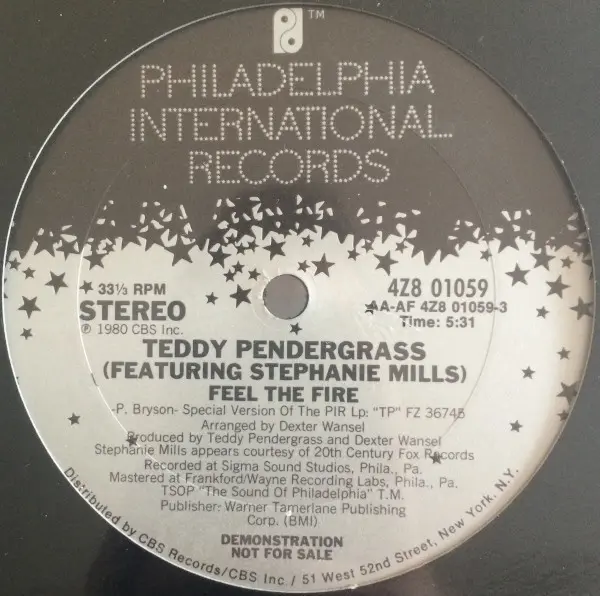 TM
PHILADELPHIA
INTERNATIONAL
RECORDS
33⅓ RPM
STEREO
℗ 1980 CBS Inc.
4Z8 01059
AA-AF 4Z8 01059-3
Time: 5:31
TEDDY PENDERGRASS
(FEATURING STEPHANIE MILLS)
FEEL THE FIRE
-P. Bryson- Special Version Of The PIR Lp: "TP" FZ 36745
Arranged by Dexter Wansel
Produced by Teddy Pendergrass and Dexter Wansel
Stephanie Mills appears courtesy of 20th Century Fox Records
Recorded at Sigma Sound Studios, Phila., Pa.
Mastered at Frankford/Wayne Recording Labs, Phila., Pa.
TSOP "The Sound Of Philadelphia" T.M.
Publisher: Warner Tamerlane Publishing
Corp. (BMI)
DEMONSTRATION
NOT FOR SALE
Distributed by CBS Records/CBS Inc / 51 West 52nd Street, New York, N.Y.